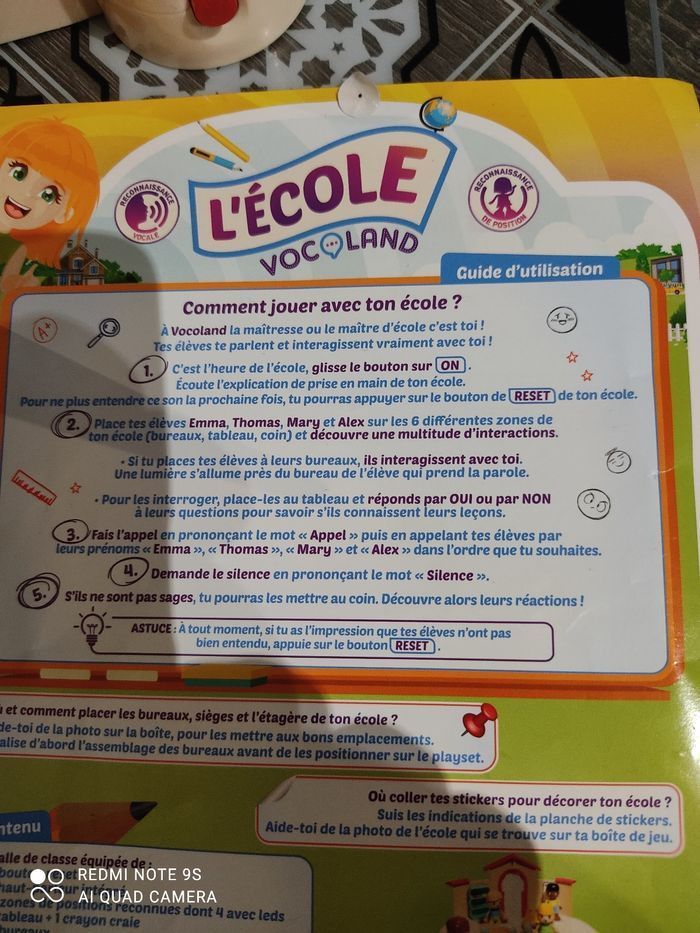 RECONNAISSANCE VOCALE
L'ÉCOLE
VOCOLAND
RECONNAISSANCE DE POSITION
Guide d'utilisation
Comment jouer avec ton école ?
À Vocoland la maîtresse ou le maître d'école c'est toi !
Tes élèves te parlent et interagissent vraiment avec toi !
A+
1. C'est l'heure de l'école, glisse le bouton sur ON.
Écoute l'explication de prise en main de ton école.
Pour ne plus entendre ce son la prochaine fois, tu pourras appuyer sur le bouton de RESET de ton école.
2. Place tes élèves Emma, Thomas, Mary et Alex sur les 6 différentes zones de
ton école (bureaux, tableau, coin) et découvre une multitude d'interactions.
• Si tu places tes élèves à leurs bureaux, ils interagissent avec toi.
Une lumière s'allume près du bureau de l'élève qui prend la parole.
• Pour les interroger, place-les au tableau et réponds par OUI ou par NON
à leurs questions pour savoir s'ils connaissent leurs leçons.
3. Fais l'appel en prononçant le mot « Appel » puis en appelant tes élèves par
leurs prénoms « Emma », « Thomas », « Mary » et « Alex » dans l'ordre que tu souhaites.
4. Demande le silence en prononçant le mot « Silence ».
5. S'ils ne sont pas sages, tu pourras les mettre au coin. Découvre alors leurs réactions !
ASTUCE : À tout moment, si tu as l'impression que tes élèves n'ont pas
bien entendu, appuie sur le bouton RESET.
et comment placer les bureaux, sièges et l'étagère de ton école ?
de-toi de la photo sur la boîte, pour les mettre aux bons emplacements.
alise d'abord l'assemblage des bureaux avant de les positionner sur le playset.
Où coller tes stickers pour décorer ton école ?
Suis les indications de la planche de stickers.
Aide-toi de la photo de l'école qui se trouve sur ta boîte de jeu.
ntenu
alle de classe équipée de :
zones de positions reconnues dont 4 avec leds
ableau + 1 crayon craie
bureaux
REDMI NOTE 9S
AI QUAD CAMERA